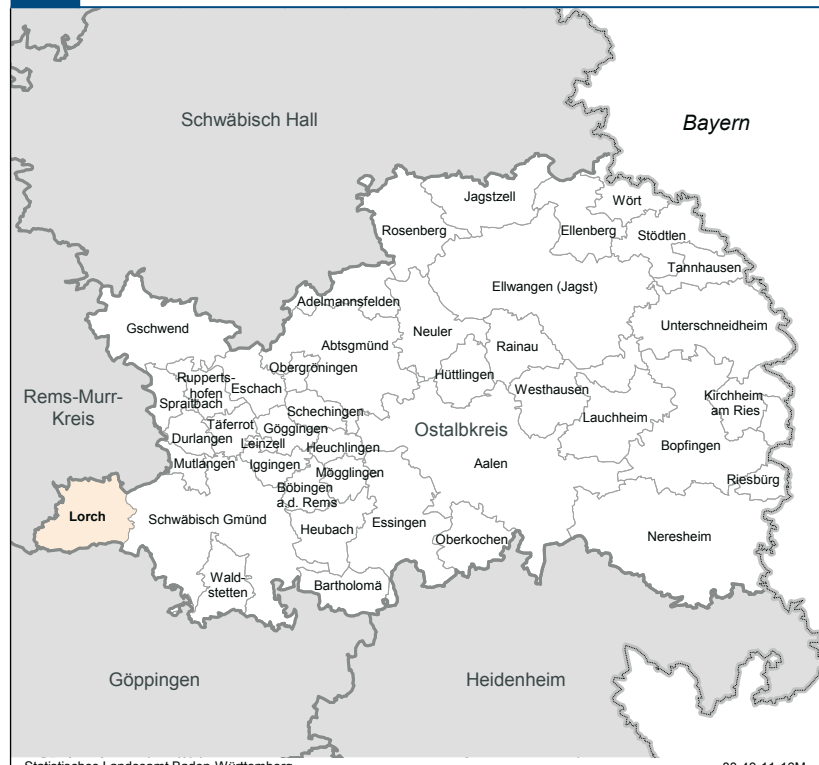 Schwäbisch Hall
Bayern
Jagstzell
Wört
Rosenberg
Ellenberg
Stödtlen
Tannhausen
Ellwangen (Jagst)
Adelmannsfelden
Gschwend
Neuler
Unterschneidheim
Abtsgmünd
Rainau
Obergröningen
Hüttlingen
Rupperts-
hofen
Eschach
Westhausen
Rems-Murr-
Kreis
Spraitbach
Schechingen
Lauchheim
Kirchheim
am Ries
Täferrot
Göggingen
Ostalbkreis
Durlangen
Leinzell
Heuchlingen
Bopfingen
Mutlangen
Iggingen
Mögglingen
Aalen
Riesbürg
Böbingen
a.d. Rems
Lorch
Schwäbisch Gmünd
Heubach
Essingen
Oberkochen
Neresheim
Wald-
stetten
Bartholomä
Göppingen
Heidenheim